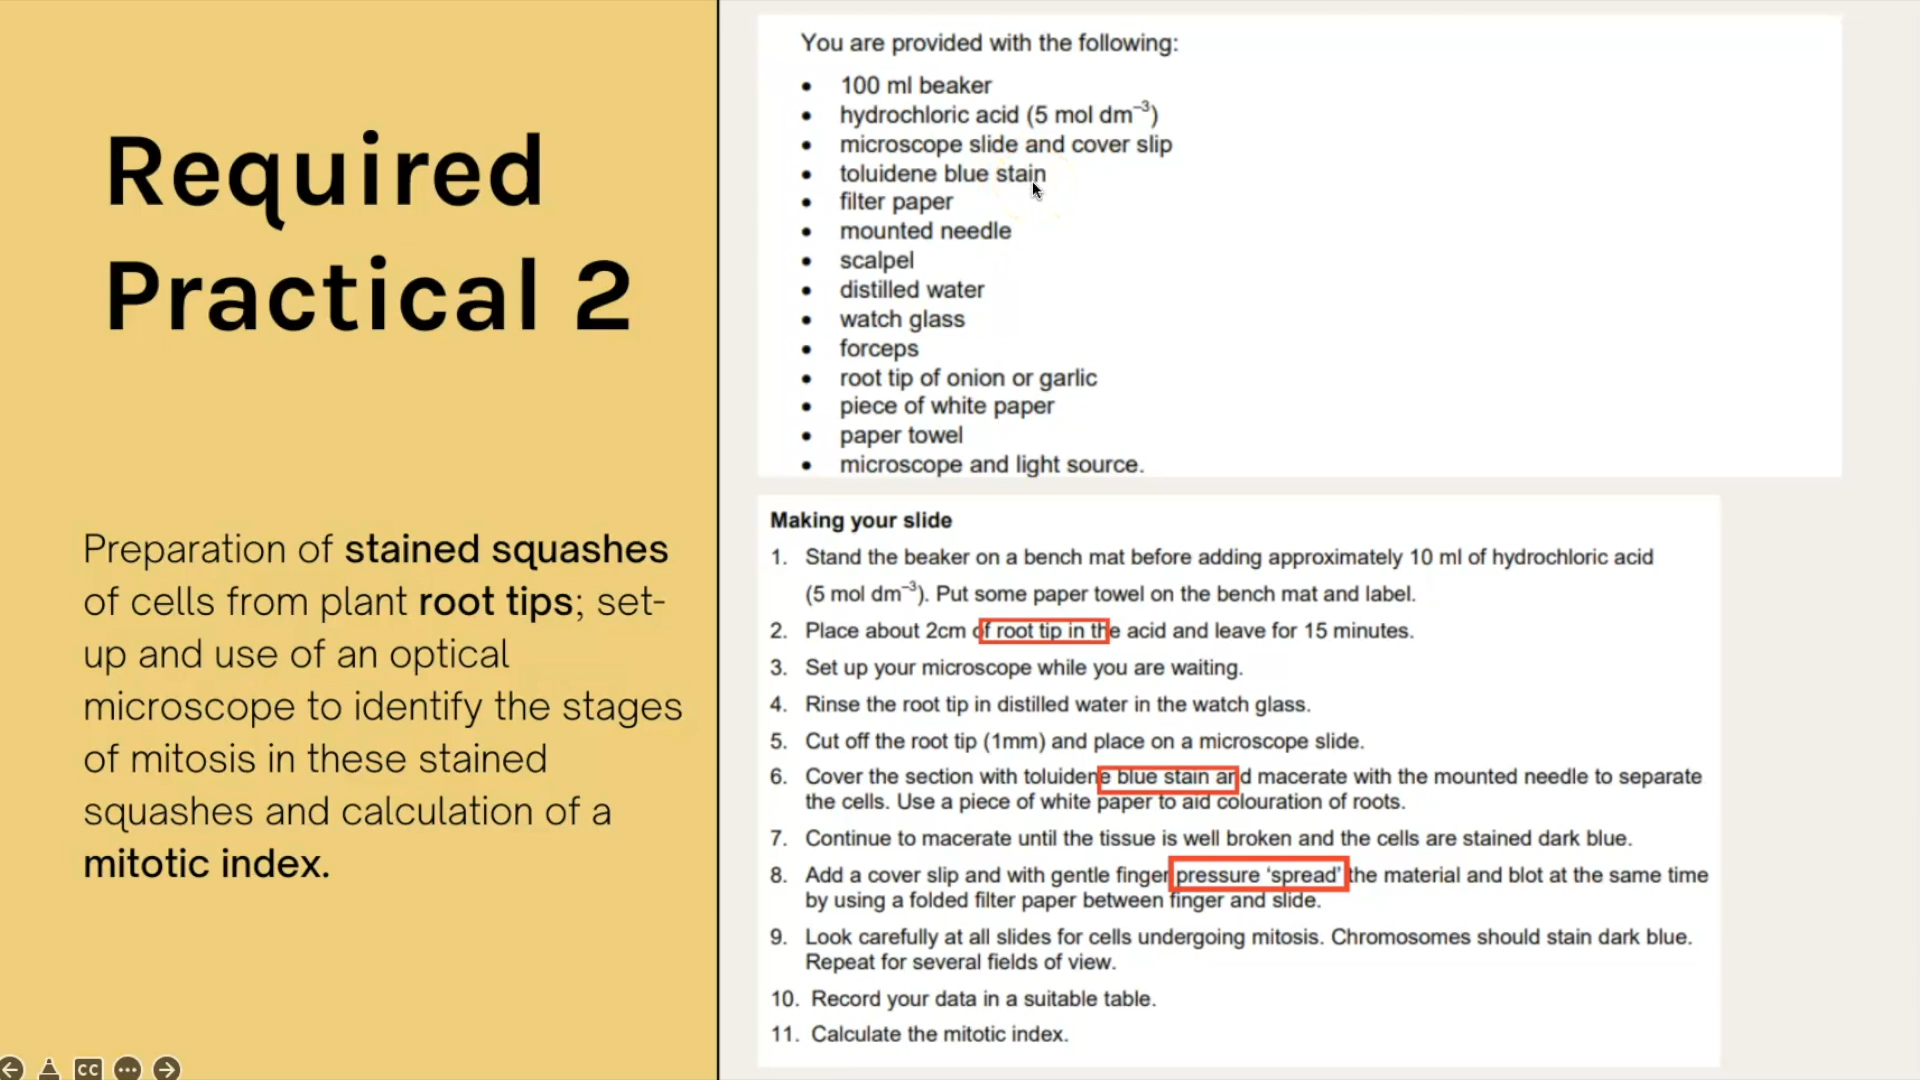 Required
Practical 2
Preparation of stained squashes
of cells from plant root tips; set-
up and use of an optical
microscope to identify the stages
of mitosis in these stained
squashes and calculation of a
mitotic index.
You are provided with the following:
• 100 ml beaker
• hydrochloric acid (5 mol dm⁻³)
• microscope slide and cover slip
• toluidene blue stain
• filter paper
• mounted needle
• scalpel
• distilled water
• watch glass
• forceps
• root tip of onion or garlic
• piece of white paper
• paper towel
• microscope and light source.
Making your slide
1. Stand the beaker on a bench mat before adding approximately 10 ml of hydrochloric acid
(5 mol dm⁻³). Put some paper towel on the bench mat and label.
2. Place about 2cm of root tip in the acid and leave for 15 minutes.
3. Set up your microscope while you are waiting.
4. Rinse the root tip in distilled water in the watch glass.
5. Cut off the root tip (1mm) and place on a microscope slide.
6. Cover the section with toluidene blue stain and macerate with the mounted needle to separate
the cells. Use a piece of white paper to aid colouration of roots.
7. Continue to macerate until the tissue is well broken and the cells are stained dark blue.
8. Add a cover slip and with gentle finger pressure ‘spread’ the material and blot at the same time
by using a folded filter paper between finger and slide.
9. Look carefully at all slides for cells undergoing mitosis. Chromosomes should stain dark blue.
Repeat for several fields of view.
10. Record your data in a suitable table.
11. Calculate the mitotic index.
CC